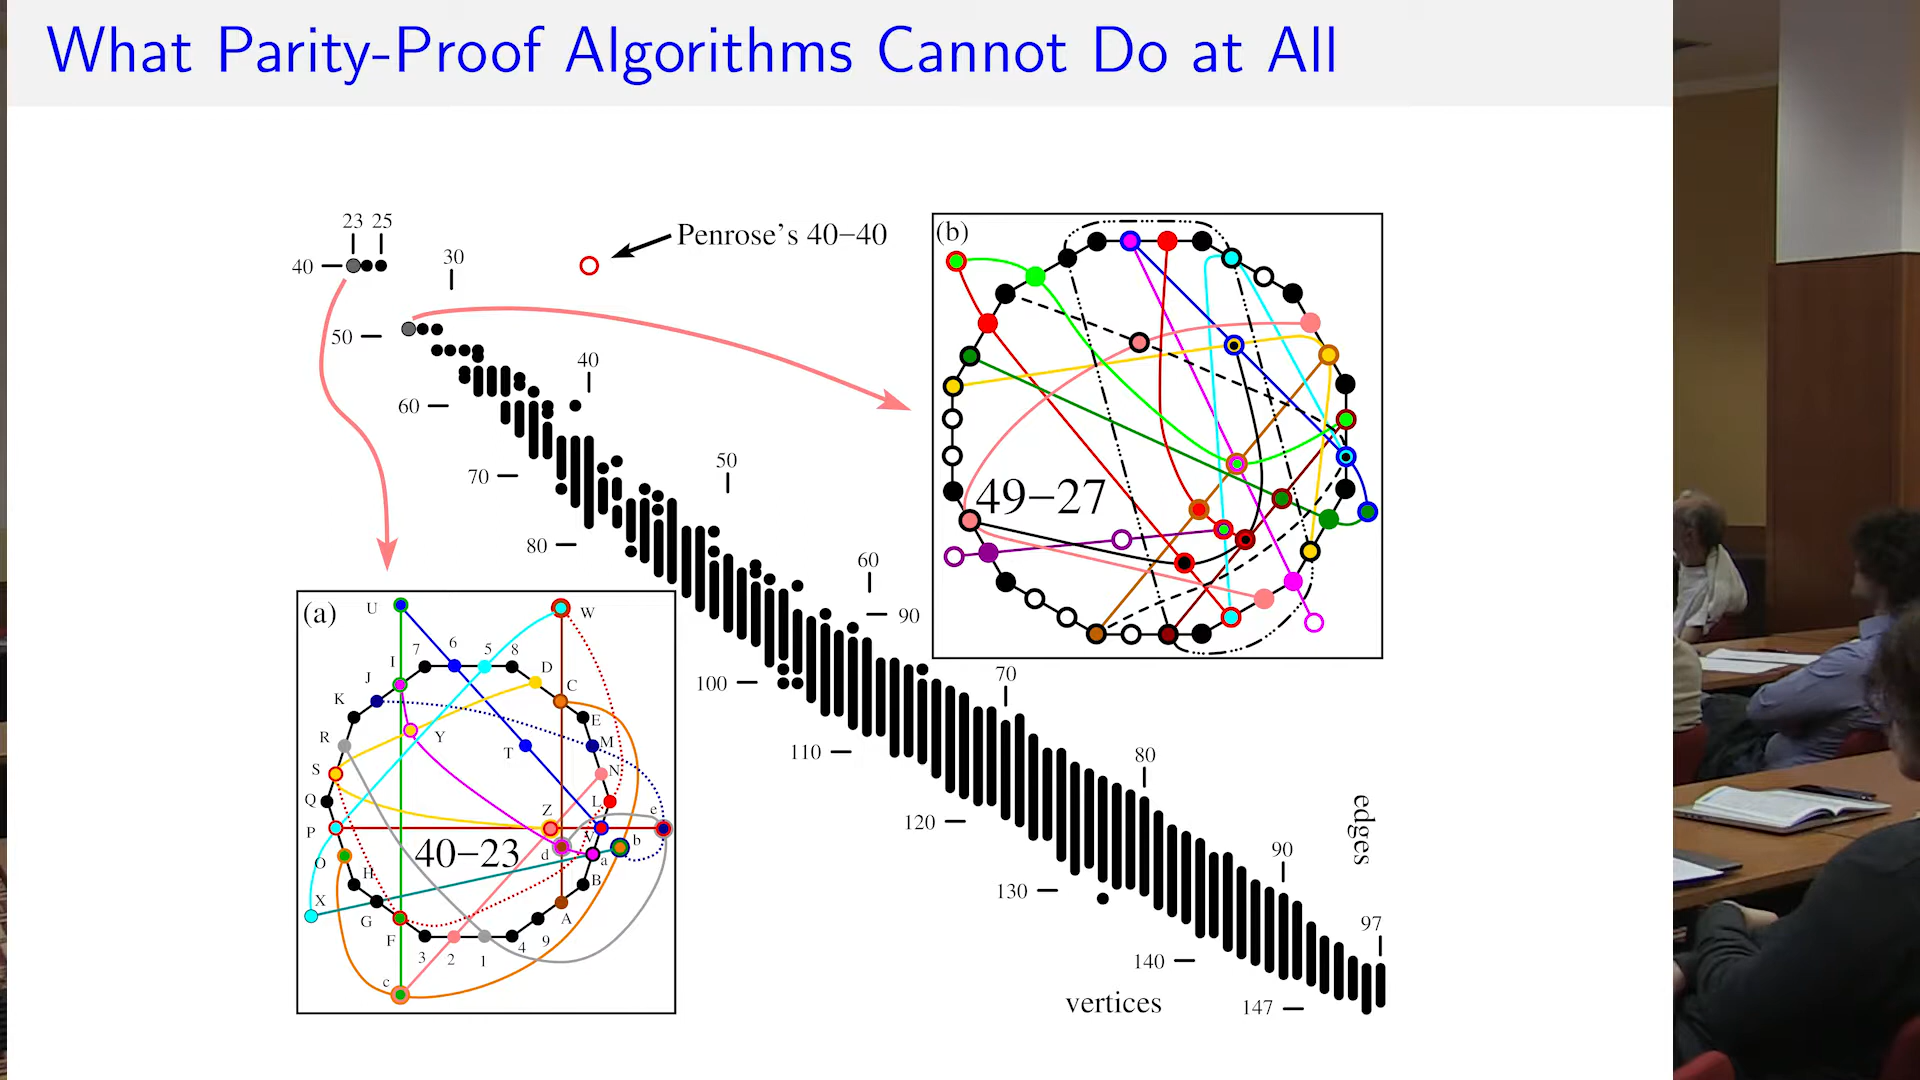 What Parity-Proof Algorithms Cannot Do at All
23 25
30
40
Penrose's 40–40
50
40
60
70
50
80
60
90
100
70
110
80
120
90
130
97
140
147
vertices
edges
(a)
U
W
7
6
5
8
I
D
J
C
K
E
R
Y
T
M
S
N
Q
Z
L
e
P
V
b
40–23
d
a
O
H
B
X
G
A
F
3
2
1
4
9
c
(b)
49–27